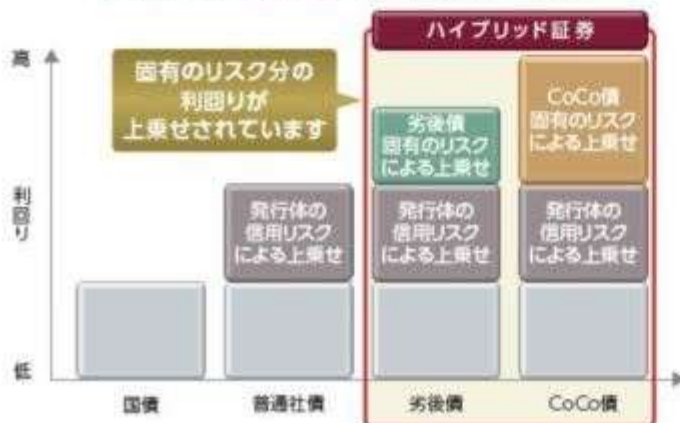 ハイブリッド証券
高
固有のリスク分の
利回りが
上乗せされています
CoCo債
固有のリスク
による上乗せ
劣後債
固有のリスク
による上乗せ
利回り
発行体の
信用リスク
による上乗せ
発行体の
信用リスク
による上乗せ
発行体の
信用リスク
による上乗せ
低
国債
普通社債
劣後債
CoCo債